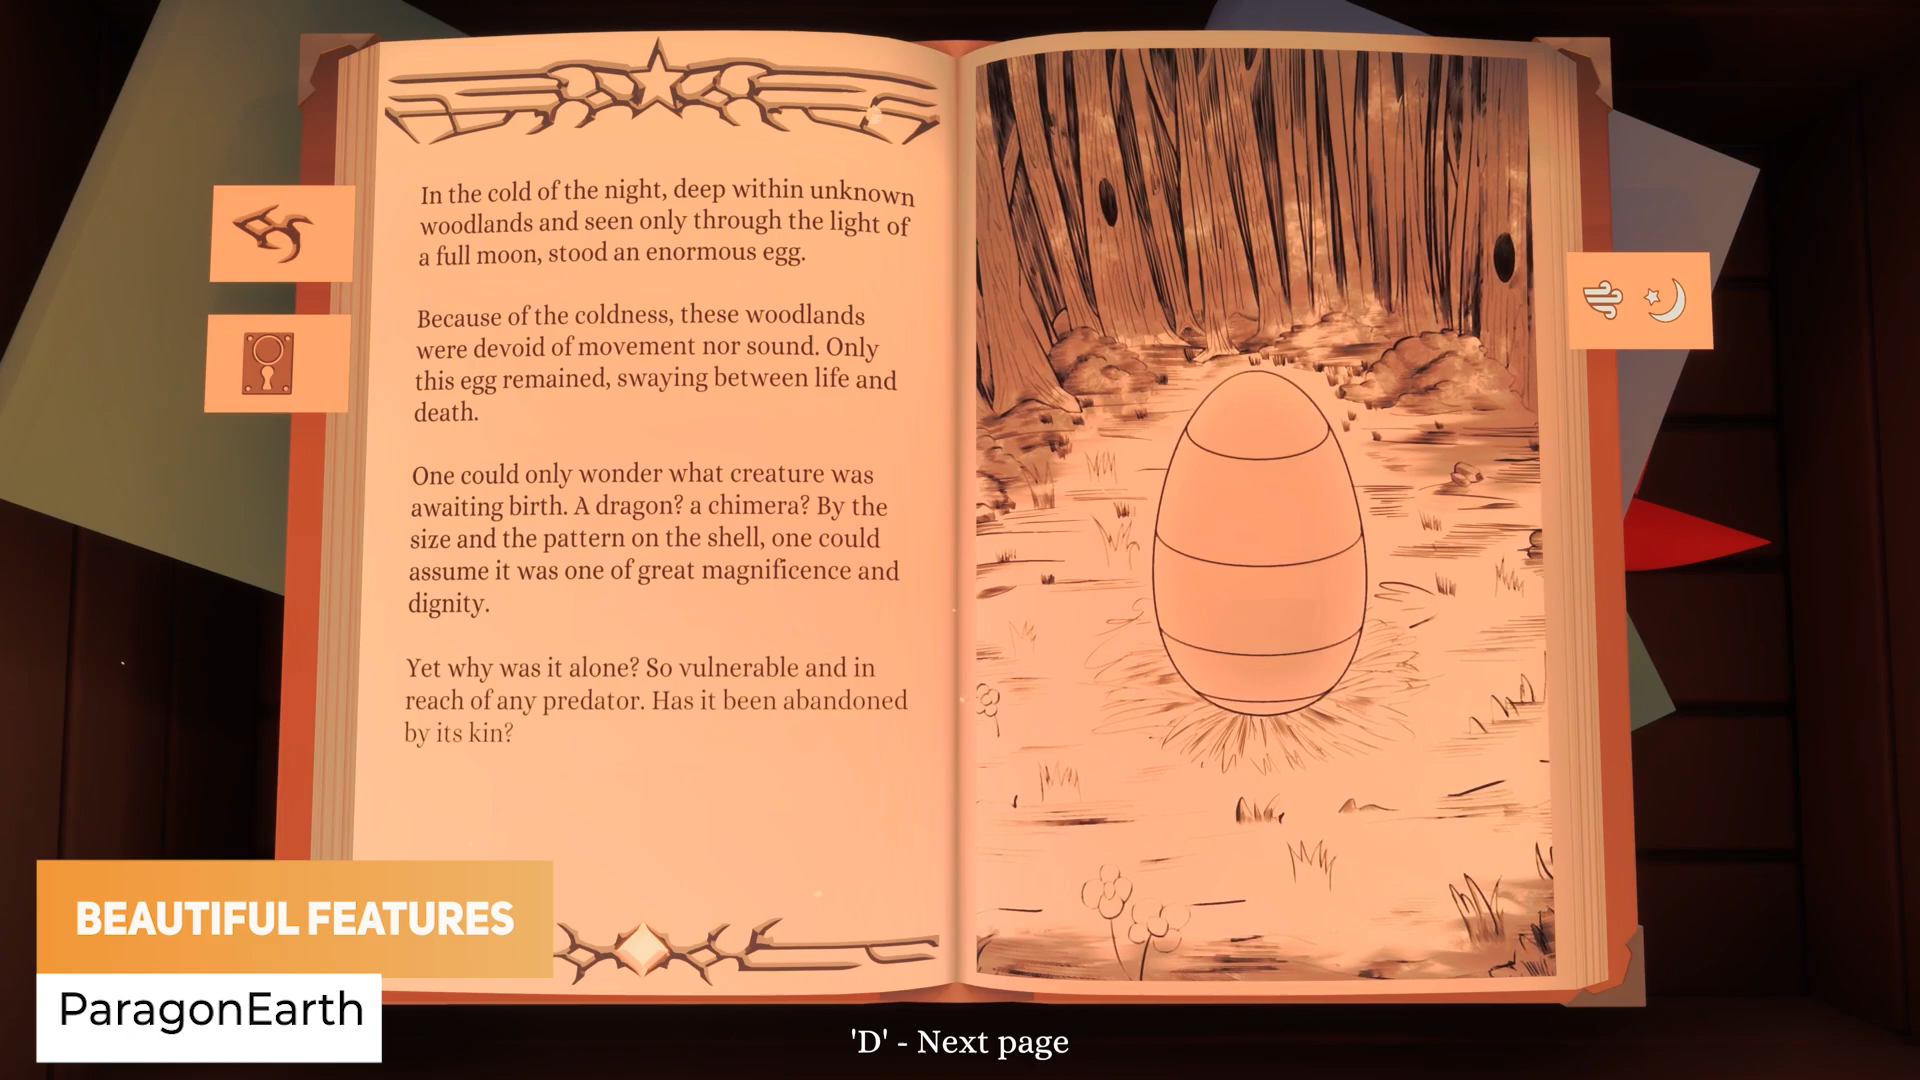 In the cold of the night, deep within unknown
woodlands and seen only through the light of
a full moon, stood an enormous egg.
Because of the coldness, these woodlands
were devoid of movement nor sound. Only
this egg remained, swaying between life and
death.
One could only wonder what creature was
awaiting birth. A dragon? a chimera? By the
size and the pattern on the shell, one could
assume it was one of great magnificence and
dignity.
Yet why was it alone? So vulnerable and in
reach of any predator. Has it been abandoned
by its kin?
BEAUTIFUL FEATURES
ParagonEarth
'D' - Next page